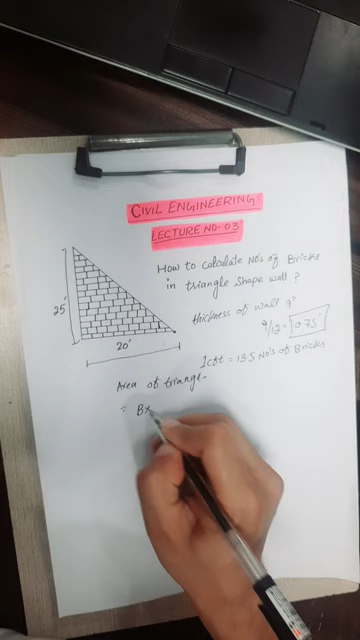 CIVIL ENGINEERING
LECTURE NO-03
How to calculate No's of Bricks
in triangle shape wall?
25'
thickness of wall 9"
9/12 = 0.75'
20'
1cft = 13.5 No's of Bricks
Area of triangle
= BX